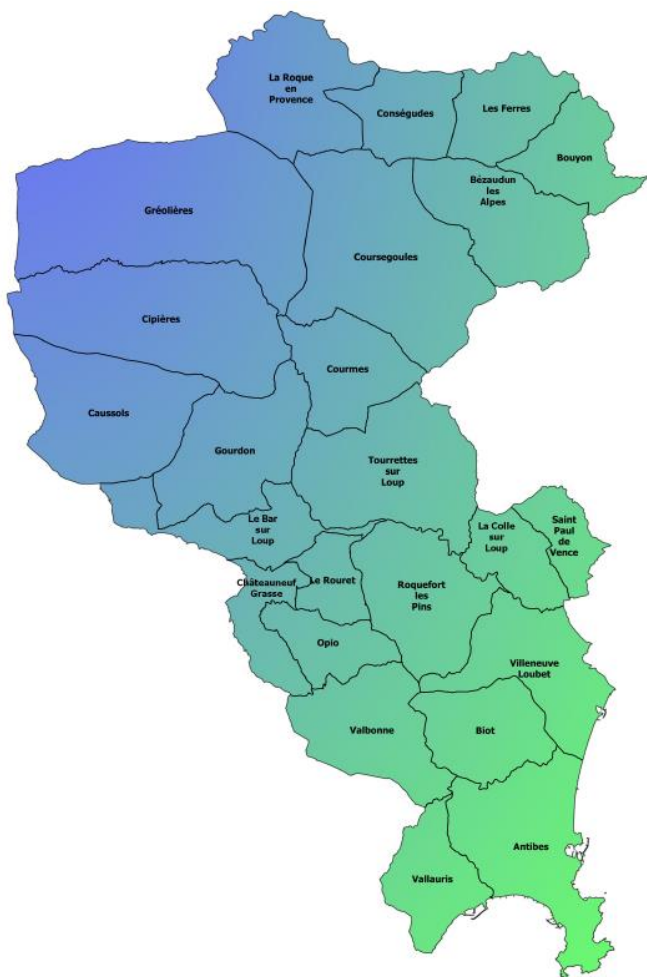 La Roque
en
Provence
Conségudes
Les Ferres
Bouyon
Bézaudun
les
Alpes
Gréolières
Coursegoules
Cipières
Courmes
Caussols
Gourdon
Tourrettes
sur
Loup
Le Bar
sur
Loup
La Colle
sur
Loup
Saint
Paul
de
Vence
Châteauneuf
Grasse
Le Rouret
Roquefort
les
Pins
Opio
Villeneuve
Loubet
Valbonne
Biot
Antibes
Vallauris